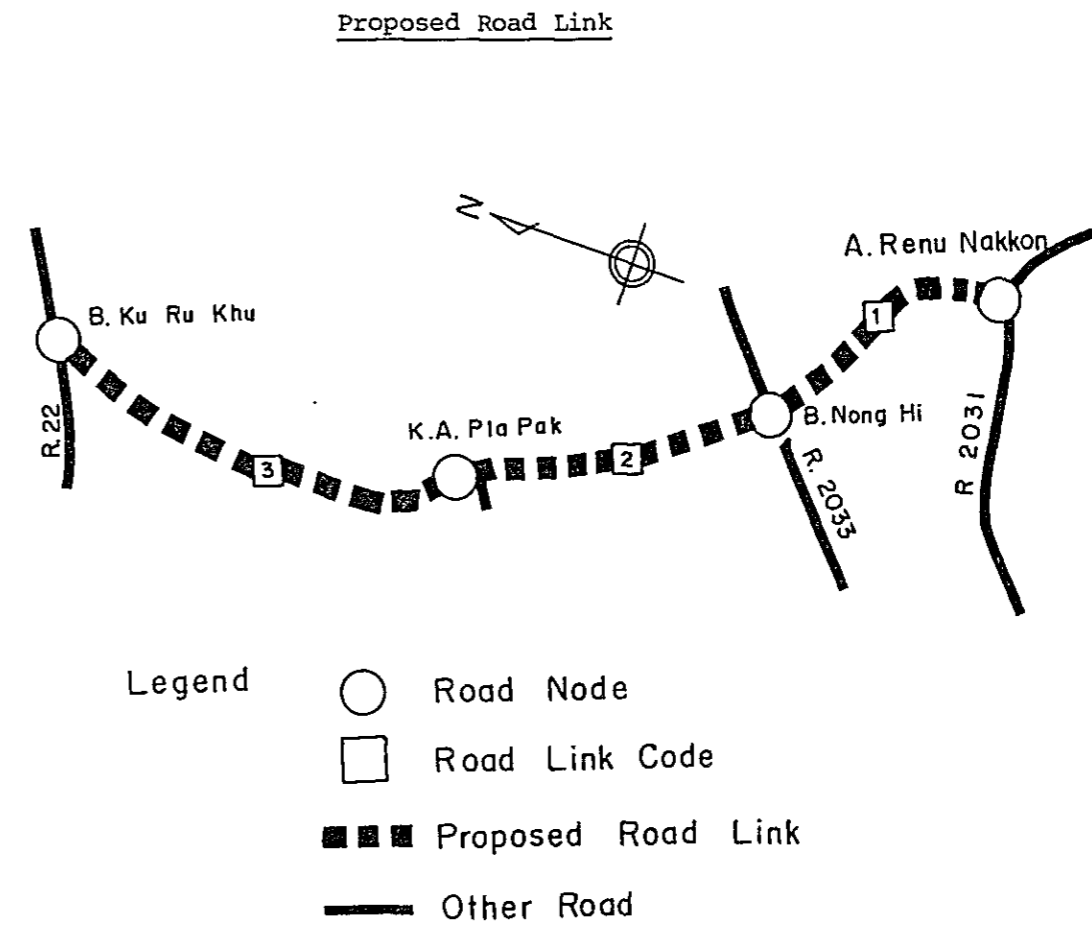 Proposed Road Link
N
A. Renu Nakkon
B. Ku Ru Khu
1
R. 22
K.A. Pla Pak
B. Nong Hi
2
3
R. 2033
R 2031
Legend
Road Node
Road Link Code
Proposed Road Link
Other Road